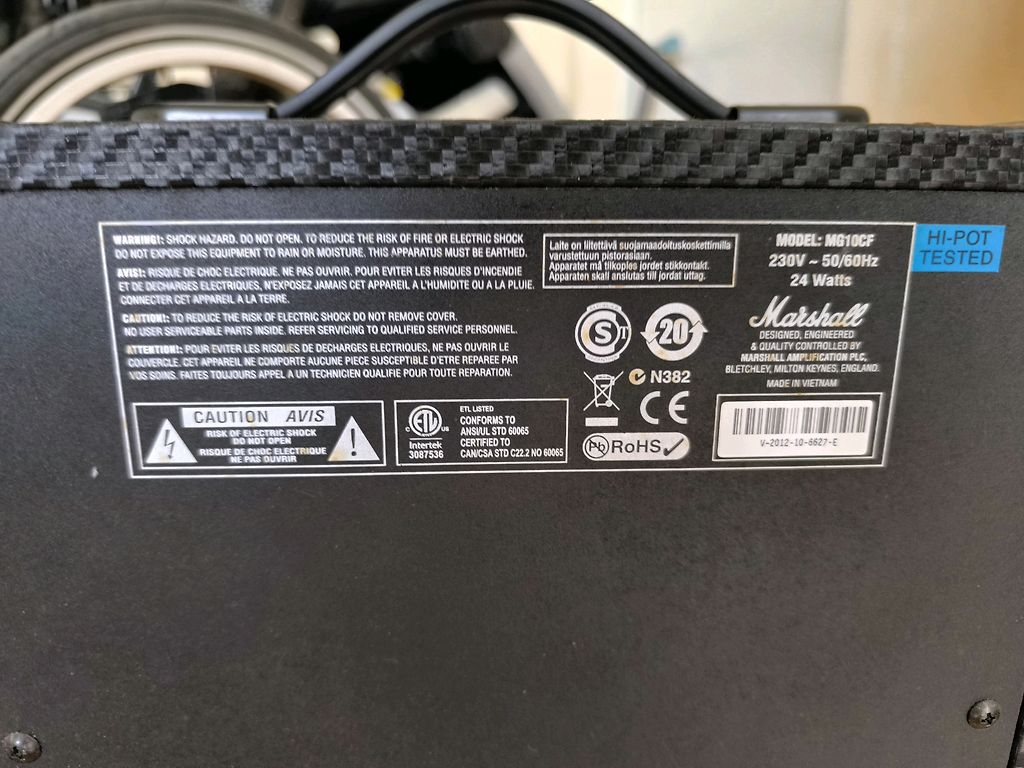 WARNING!: SHOCK HAZARD. DO NOT OPEN. TO REDUCE THE RISK OF FIRE OR ELECTRIC SHOCK
DO NOT EXPOSE THIS EQUIPMENT TO RAIN OR MOISTURE. THIS APPARATUS MUST BE EARTHED.
AVIS!: RISQUE DE CHOC ELECTRIQUE. NE PAS OUVRIR. POUR EVITER LES RISQUES D'INCENDIE
ET DE DECHARGES ELECTRIQUES, N'EXPOSEZ JAMAIS CET APPAREIL A L'HUMIDITE OU A LA PLUIE.
CONNECTER CET APPAREIL A LA TERRE.
CAUTION!: TO REDUCE THE RISK OF ELECTRIC SHOCK DO NOT REMOVE COVER.
NO USER SERVICEABLE PARTS INSIDE. REFER SERVICING TO QUALIFIED SERVICE PERSONNEL.
ATTENTION!: POUR EVITER LES RISQUES DE DECHARGES ELECTRIQUES, NE PAS OUVRIR LE
COUVERCLE. CET APPAREIL NE COMPORTE AUCUNE PIECE SUSCEPTIBLE D'ETRE REPAREE PAR
VOS SOINS. FAITES TOUJOURS APPEL A UN TECHNICIEN QUALIFIE POUR TOUTE REPARATION.
CAUTION AVIS
RISK OF ELECTRIC SHOCK
DO NOT OPEN
RISQUE DE CHOC ELECTRIQUE
NE PAS OUVRIR
!
ETL
C US
Intertek
3087536
ETL LISTED
CONFORMS TO
ANSI/UL STD 60065
CERTIFIED TO
CAN/CSA STD C22.2 NO 60065
Laite on liitettävä suojamaadoituskoskettimilla
varustettuun pistorasiaan.
Apparatet må tilkoples jordet stikkontakt.
Apparaten skall anslutas till jordat uttag.
S T
20
N382
CE
Pb RoHS
MODEL: MG10CF
230V ~ 50/60Hz
24 Watts
Marshall
DESIGNED, ENGINEERED
& QUALITY CONTROLLED BY
MARSHALL AMPLIFICATION PLC,
BLETCHLEY, MILTON KEYNES, ENGLAND.
MADE IN VIETNAM
V-2012-10-6627-E
HI-POT
TESTED